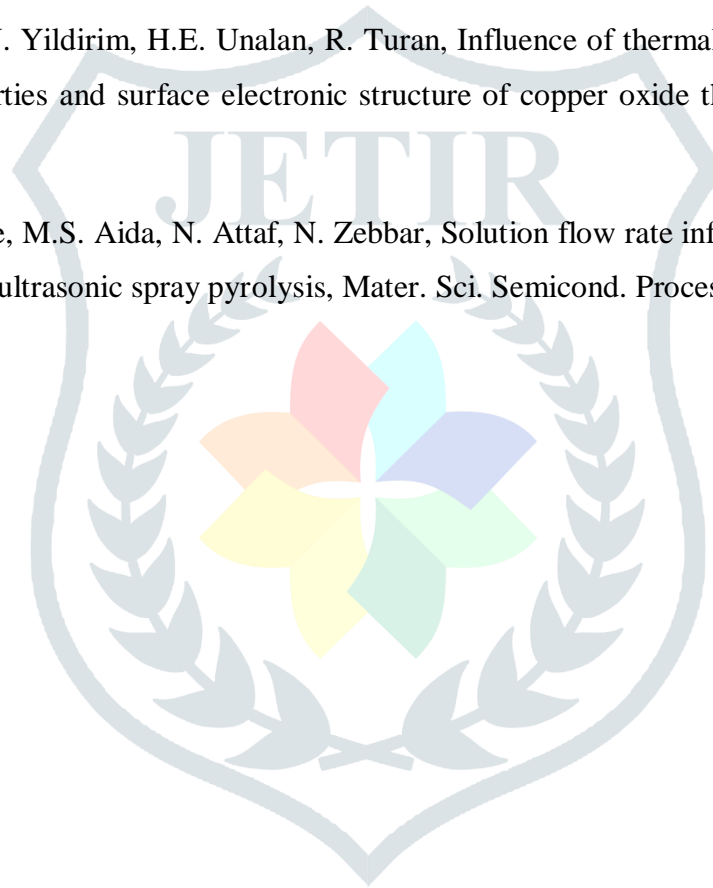 Yildirim, H.E. Unalan, R. Turan, Influence of thermal
rties and surface electronic structure of copper oxide
JETIR
e, M.S. Aida, N. Attaf, N. Zebbar, Solution flow rate inf
ultrasonic spray pyrolysis, Mater. Sci. Semicond. Proces